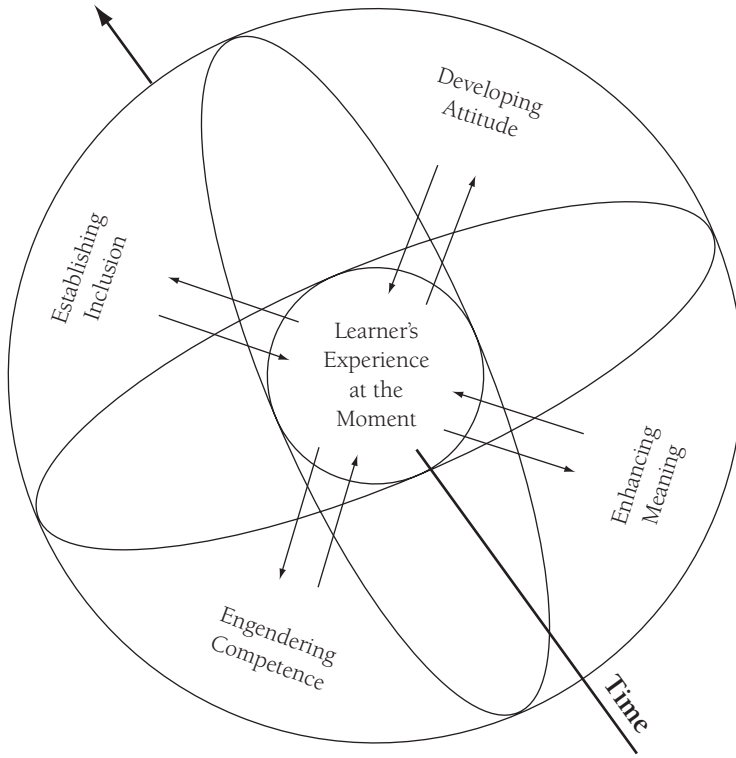 Developing
Attitude
Establishing
Inclusion
Learner's
Experience
at the
Moment
Enhancing
Meaning
Engendering
Competence
Time